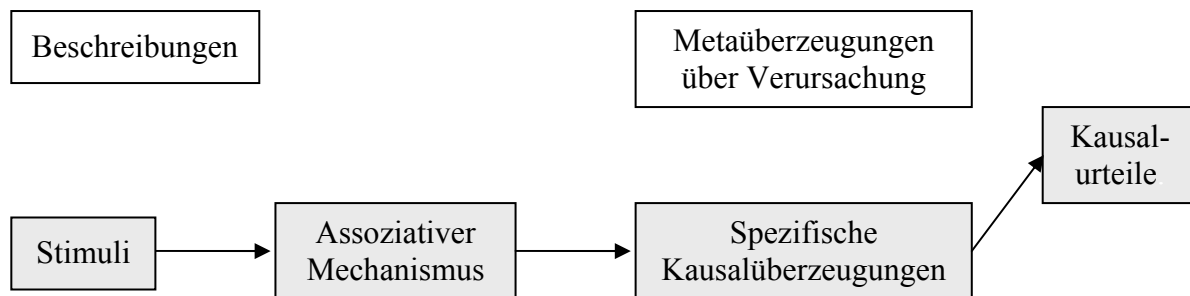 Beschreibungen
Metaüberzeugungen
über Verursachung
Kausal-
urteile
Stimuli
Assoziativer
Mechanismus
Spezifische
Kausalüberzeugungen